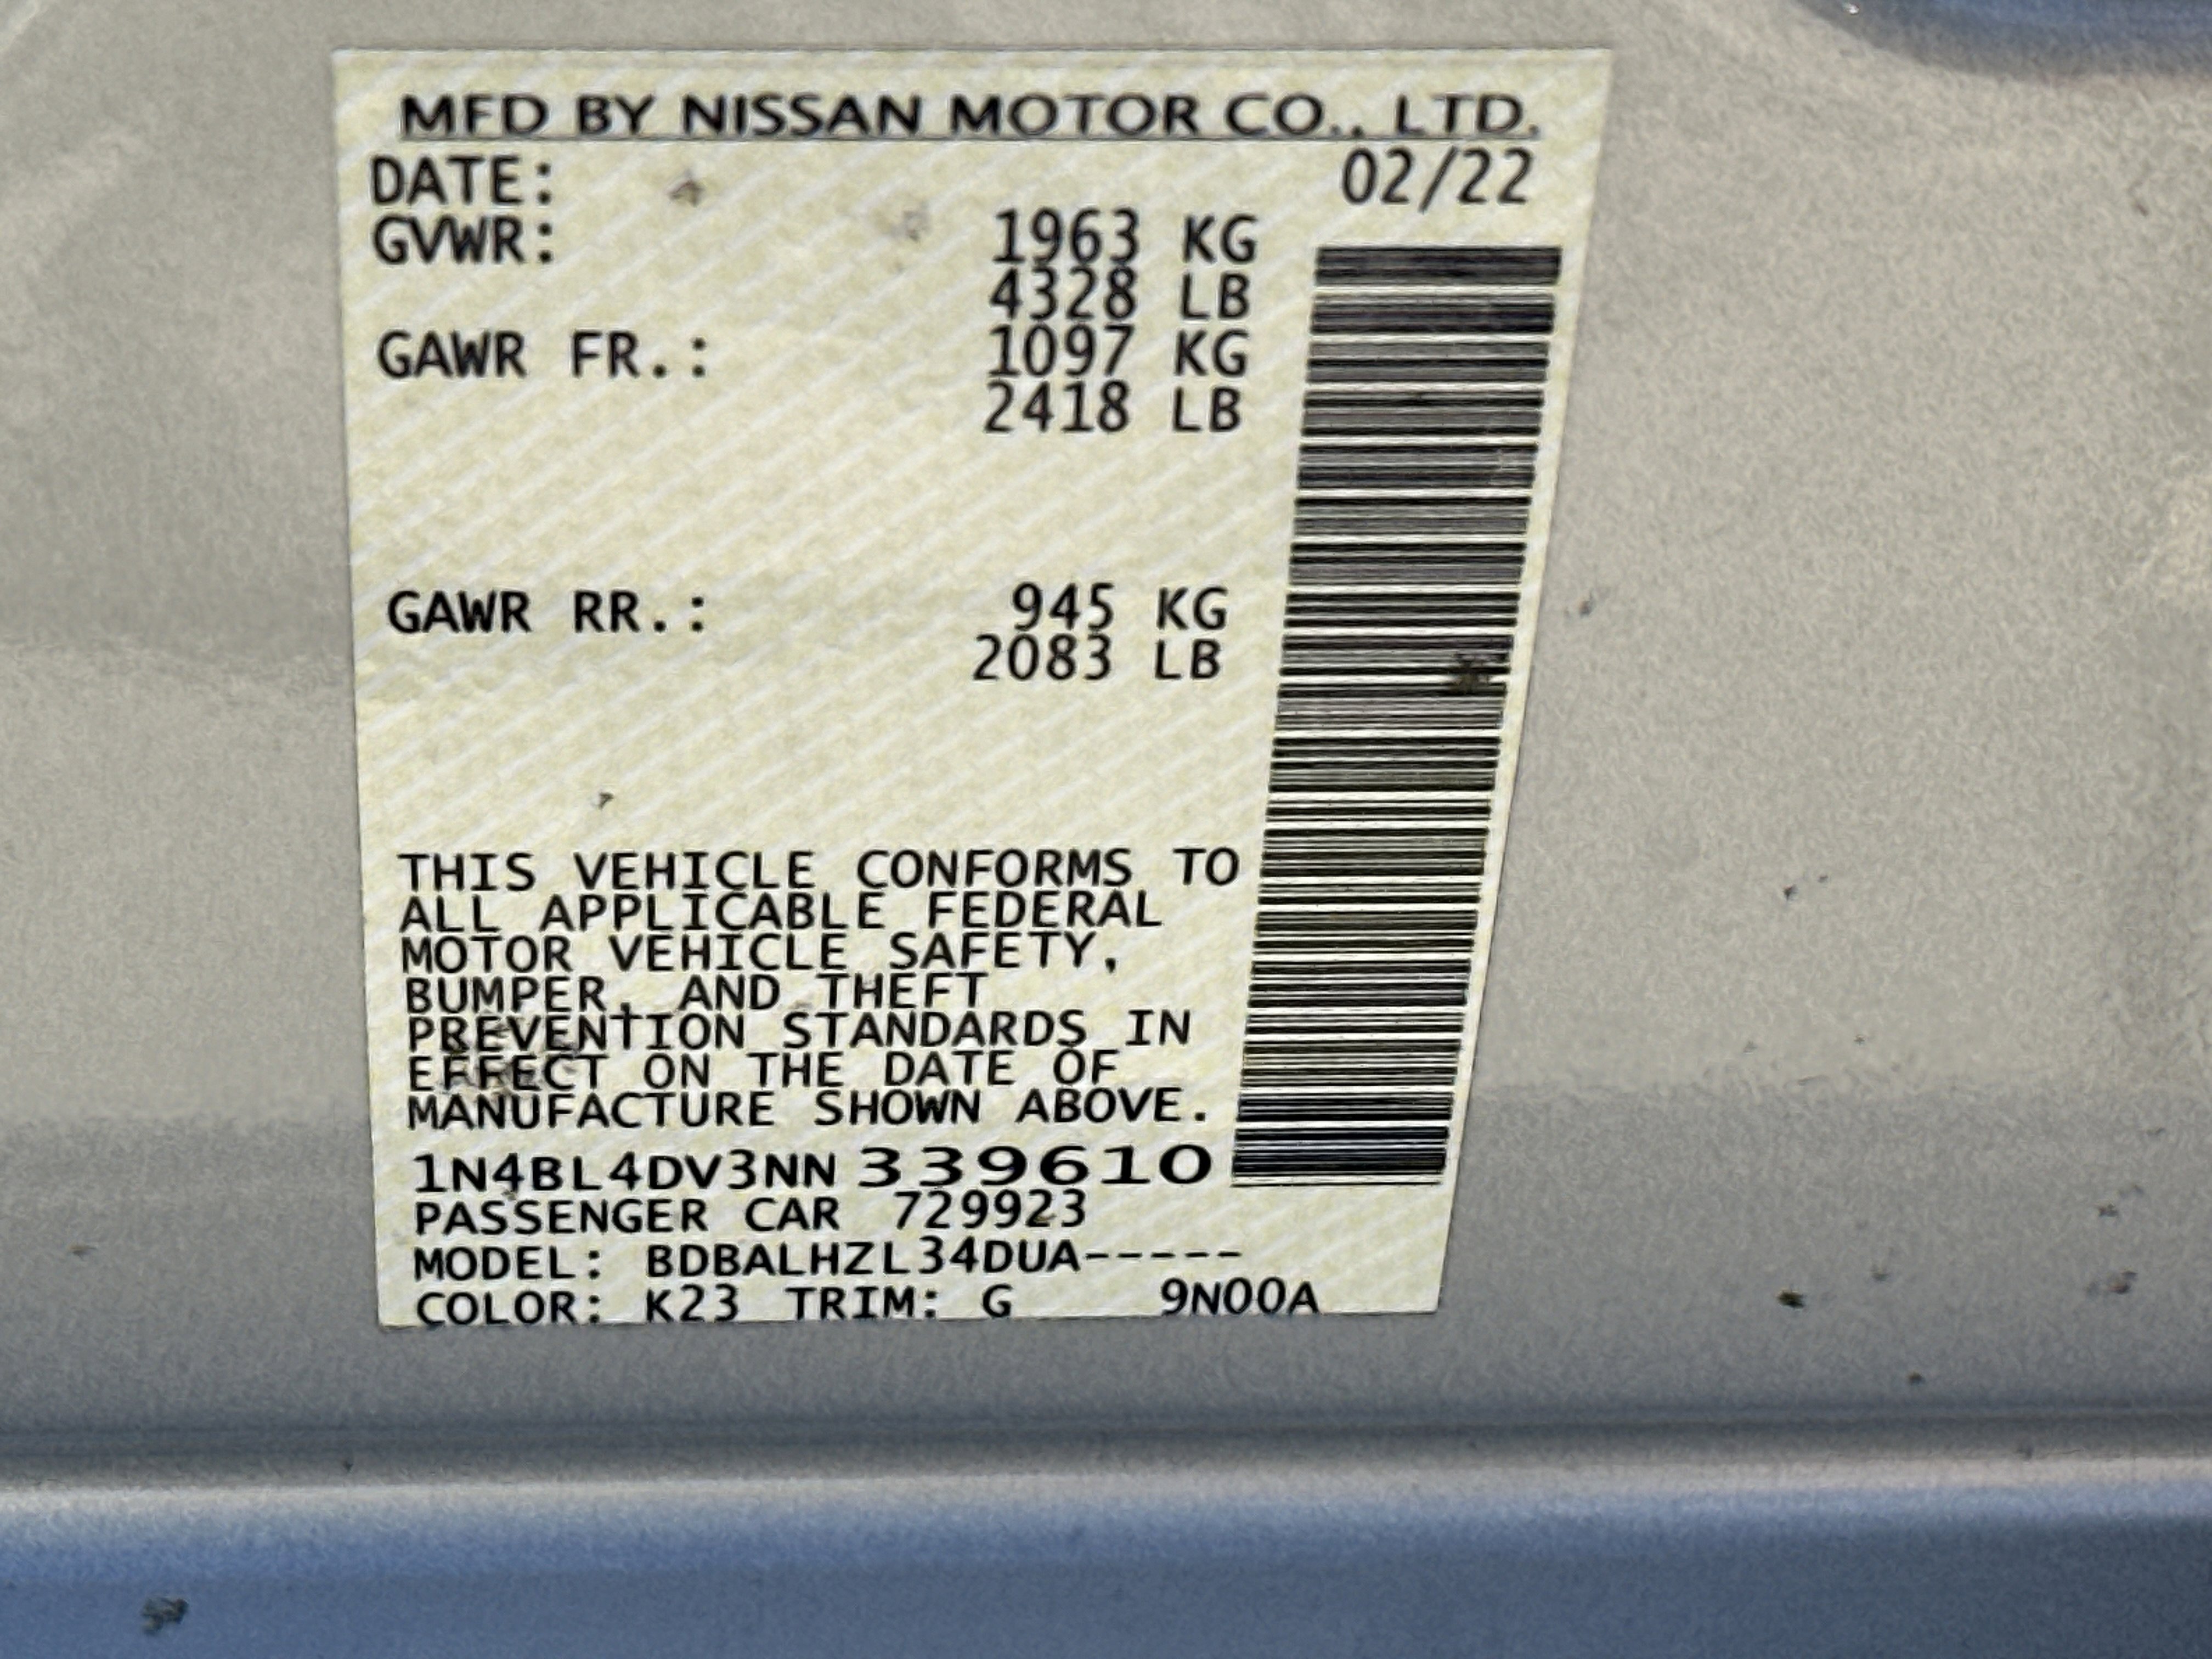 MFD BY NISSAN MOTOR CO., LTD.
DATE: 02/22
GVWR: 1963 KG
4328 LB
GAWR FR.: 1097 KG
2418 LB
GAWR RR.: 945 KG
2083 LB
THIS VEHICLE CONFORMS TO
ALL APPLICABLE FEDERAL
MOTOR VEHICLE SAFETY,
BUMPER, AND THEFT
PREVENTION STANDARDS IN
EFFECT ON THE DATE OF
MANUFACTURE SHOWN ABOVE.
1N4BL4DV3NN 339610
PASSENGER CAR 729923
MODEL: BDBALHZL34DUA-----
COLOR: K23 TRIM: G 9N00A